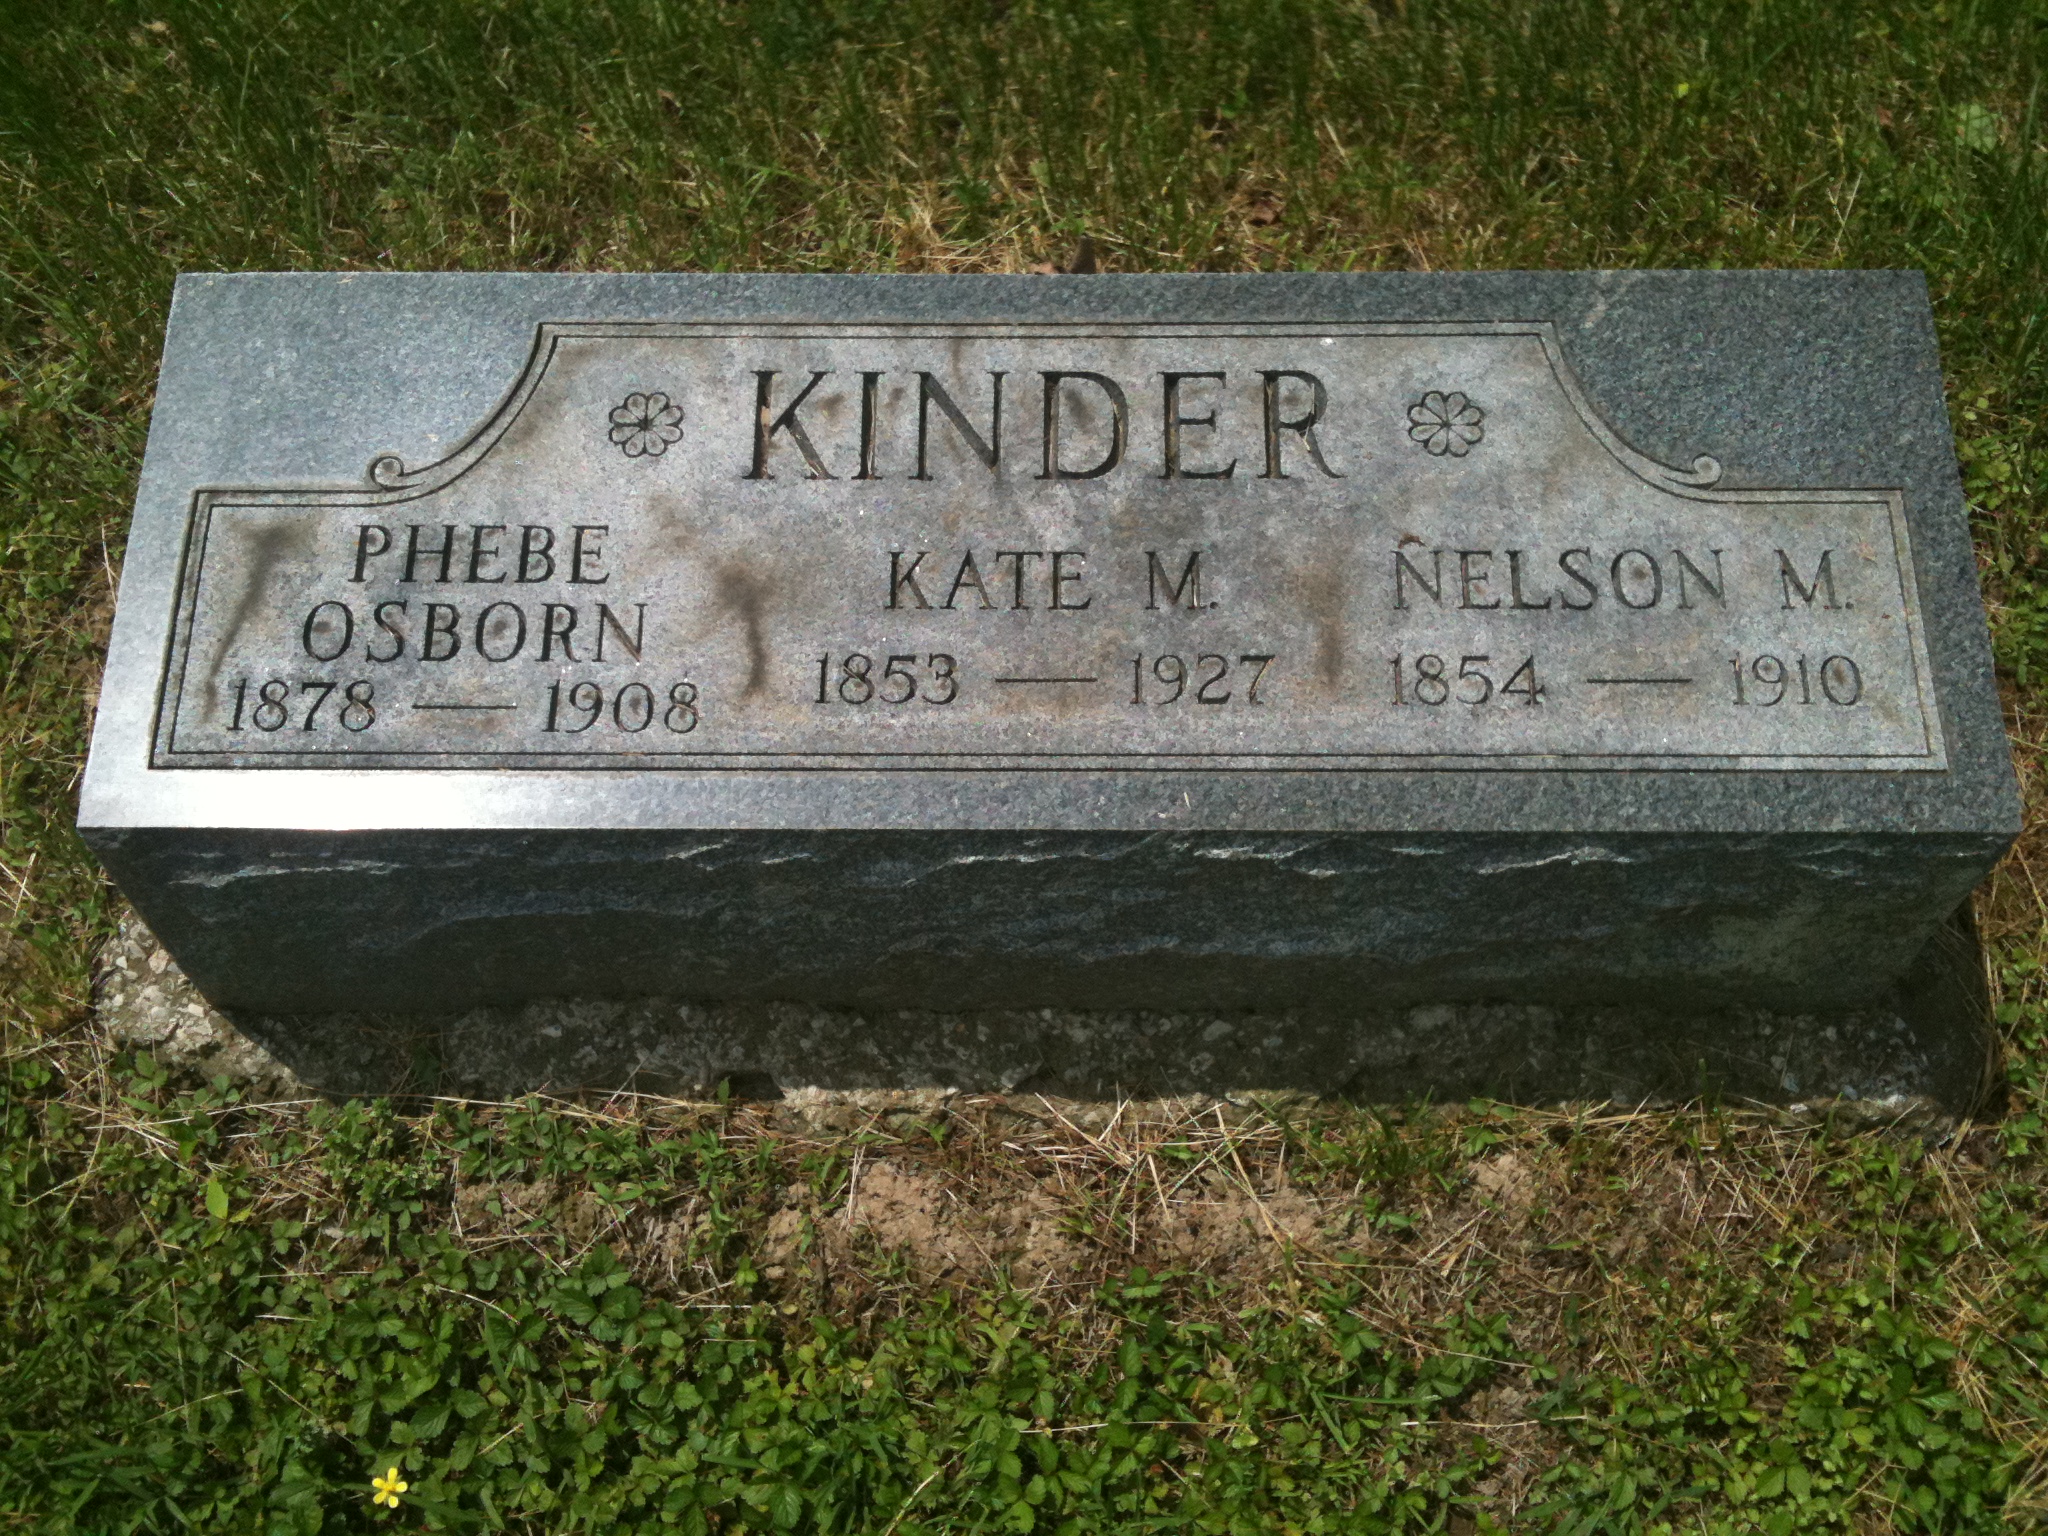 KINDER
PHEBE
OSBORN
1878 — 1908
KATE M.
1853 — 1927
NELSON M.
1854 — 1910